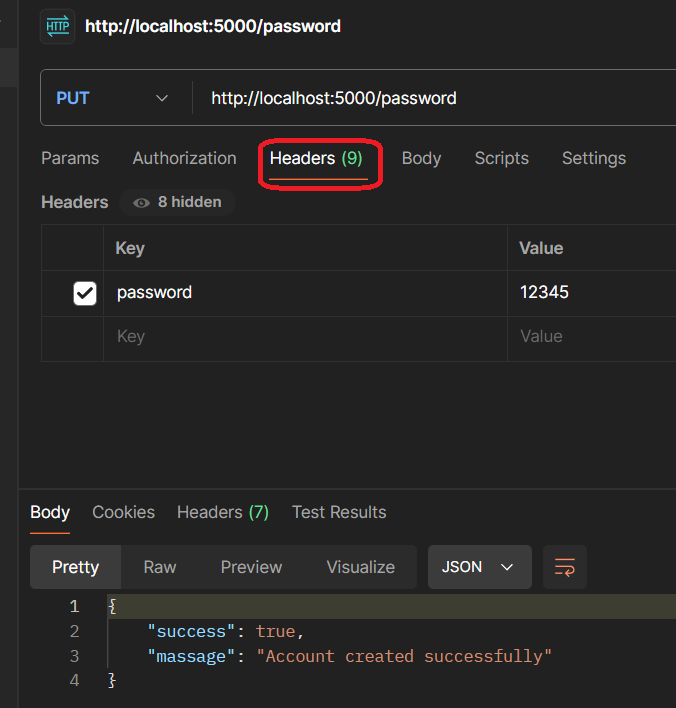 HTTP http://localhost:5000/password
PUT http://localhost:5000/password
Params Authorization Headers (9) Body Scripts Settings
Headers 8 hidden
Key Value
password 12345
Key Value
Body Cookies Headers (7) Test Results
Pretty Raw Preview Visualize JSON
1 {
2 "success": true,
3 "massage": "Account created successfully"
4 }